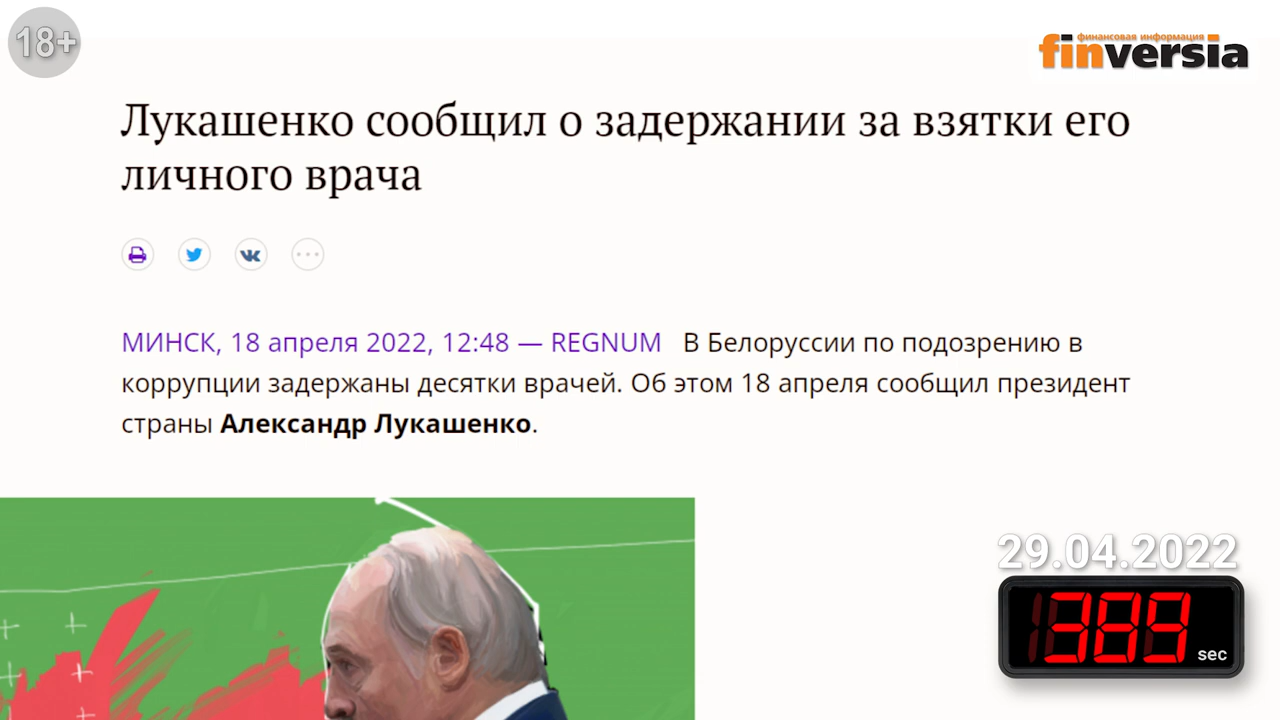 18+
финансовая информация
finversia
Лукашенко сообщил о задержании за взятки его
личного врача
МИНСК, 18 апреля 2022, 12:48 — REGNUM В Белоруссии по подозрению в
коррупции задержаны десятки врачей. Об этом 18 апреля сообщил президент
страны Александр Лукашенко.
29.04.2022
389 sec